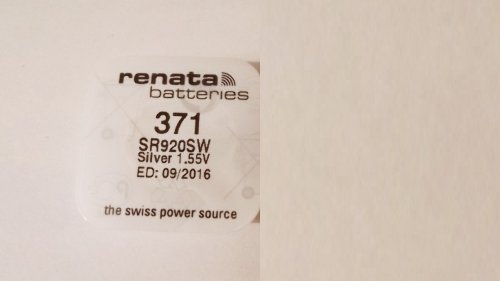 renata
batteries
371
SR920SW
Silver 1.55V
ED: 09/2016
the swiss power source